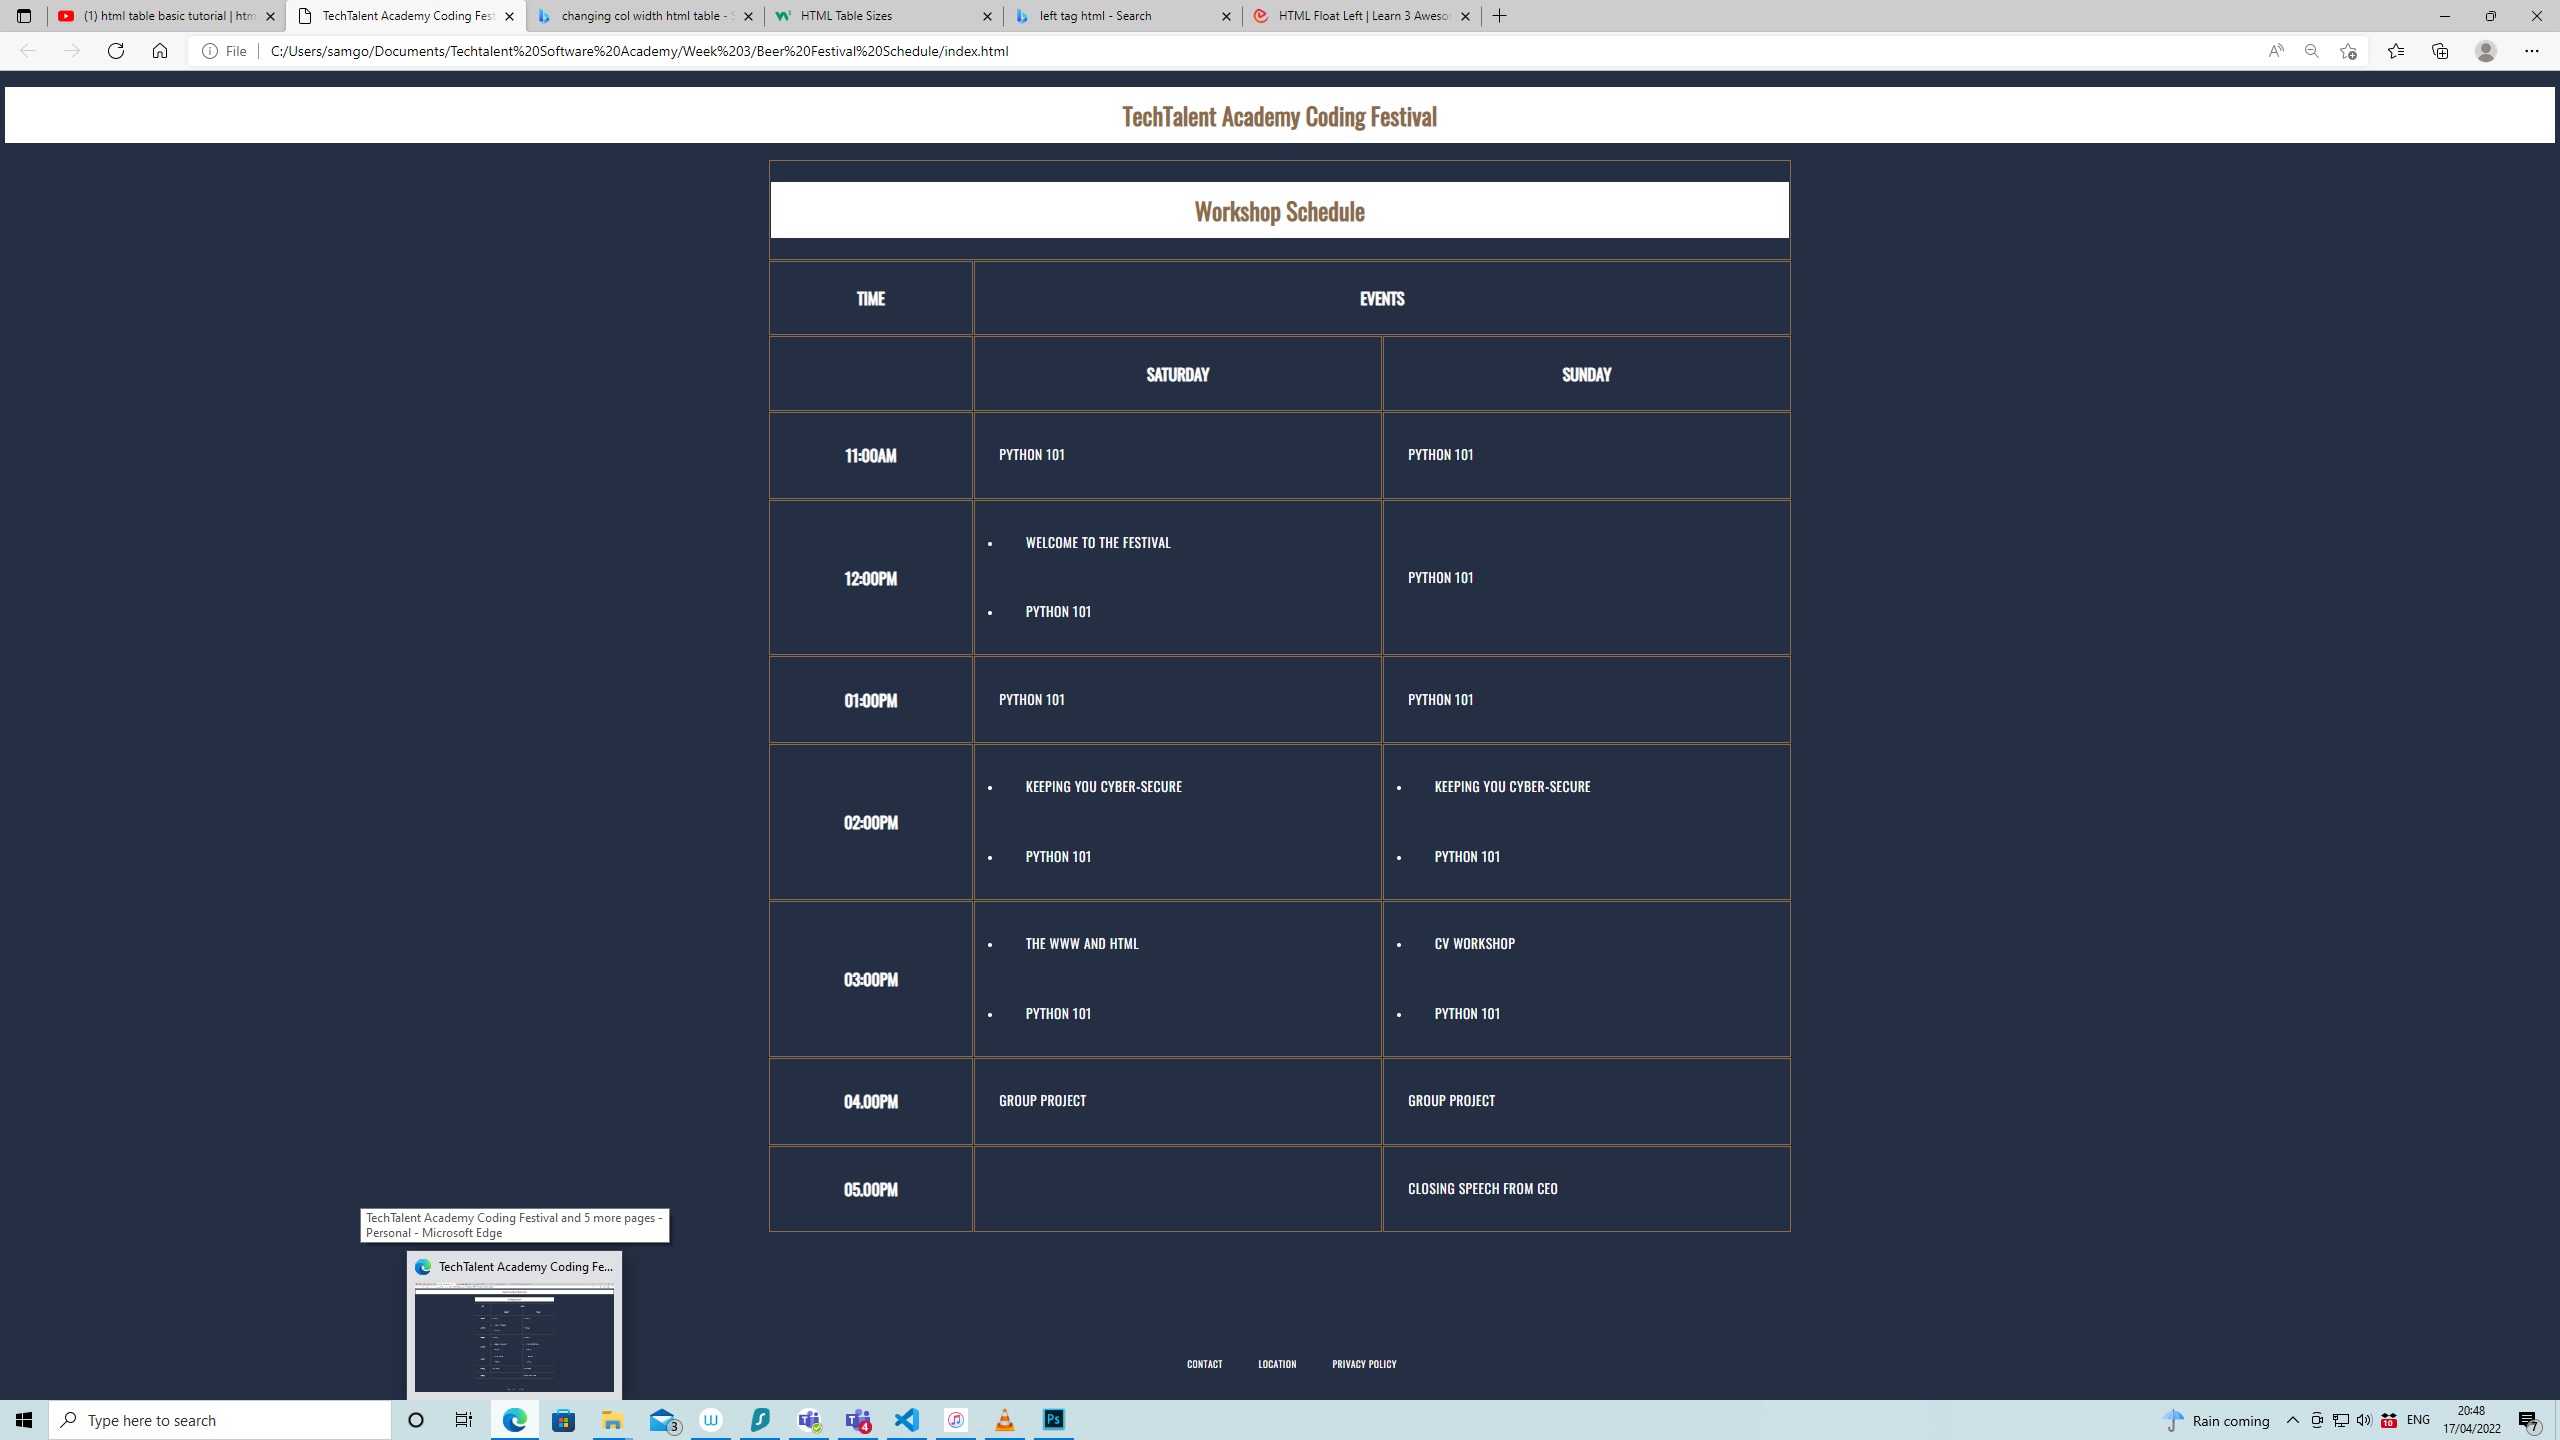 (1) html table basic tutorial | htm
TechTalent Academy Coding Fest
changing col width html table - S
HTML Table Sizes
left tag html - Search
HTML Float Left | Learn 3 Aweso
File
C:/Users/samgo/Documents/Techtalent%20Software%20Academy/Week%203/Beer%20Festival%20Schedule/index.html
TechTalent Academy Coding Festival
Workshop Schedule
TIME EVENTS
SATURDAY SUNDAY
11:00AM PYTHON 101 PYTHON 101
• WELCOME TO THE FESTIVAL
12:00PM PYTHON 101
• PYTHON 101
01:00PM PYTHON 101 PYTHON 101
• KEEPING YOU CYBER-SECURE • KEEPING YOU CYBER-SECURE
02:00PM
• PYTHON 101 • PYTHON 101
• THE WWW AND HTML • CV WORKSHOP
03:00PM
• PYTHON 101 • PYTHON 101
04.00PM GROUP PROJECT GROUP PROJECT
05.00PM CLOSING SPEECH FROM CEO
TechTalent Academy Coding Festival and 5 more pages -
Personal - Microsoft Edge
TechTalent Academy Coding Fe...
CONTACT LOCATION PRIVACY POLICY
Type here to search
3
4
Ps
Rain coming
10
ENG
20:48
17/04/2022
7